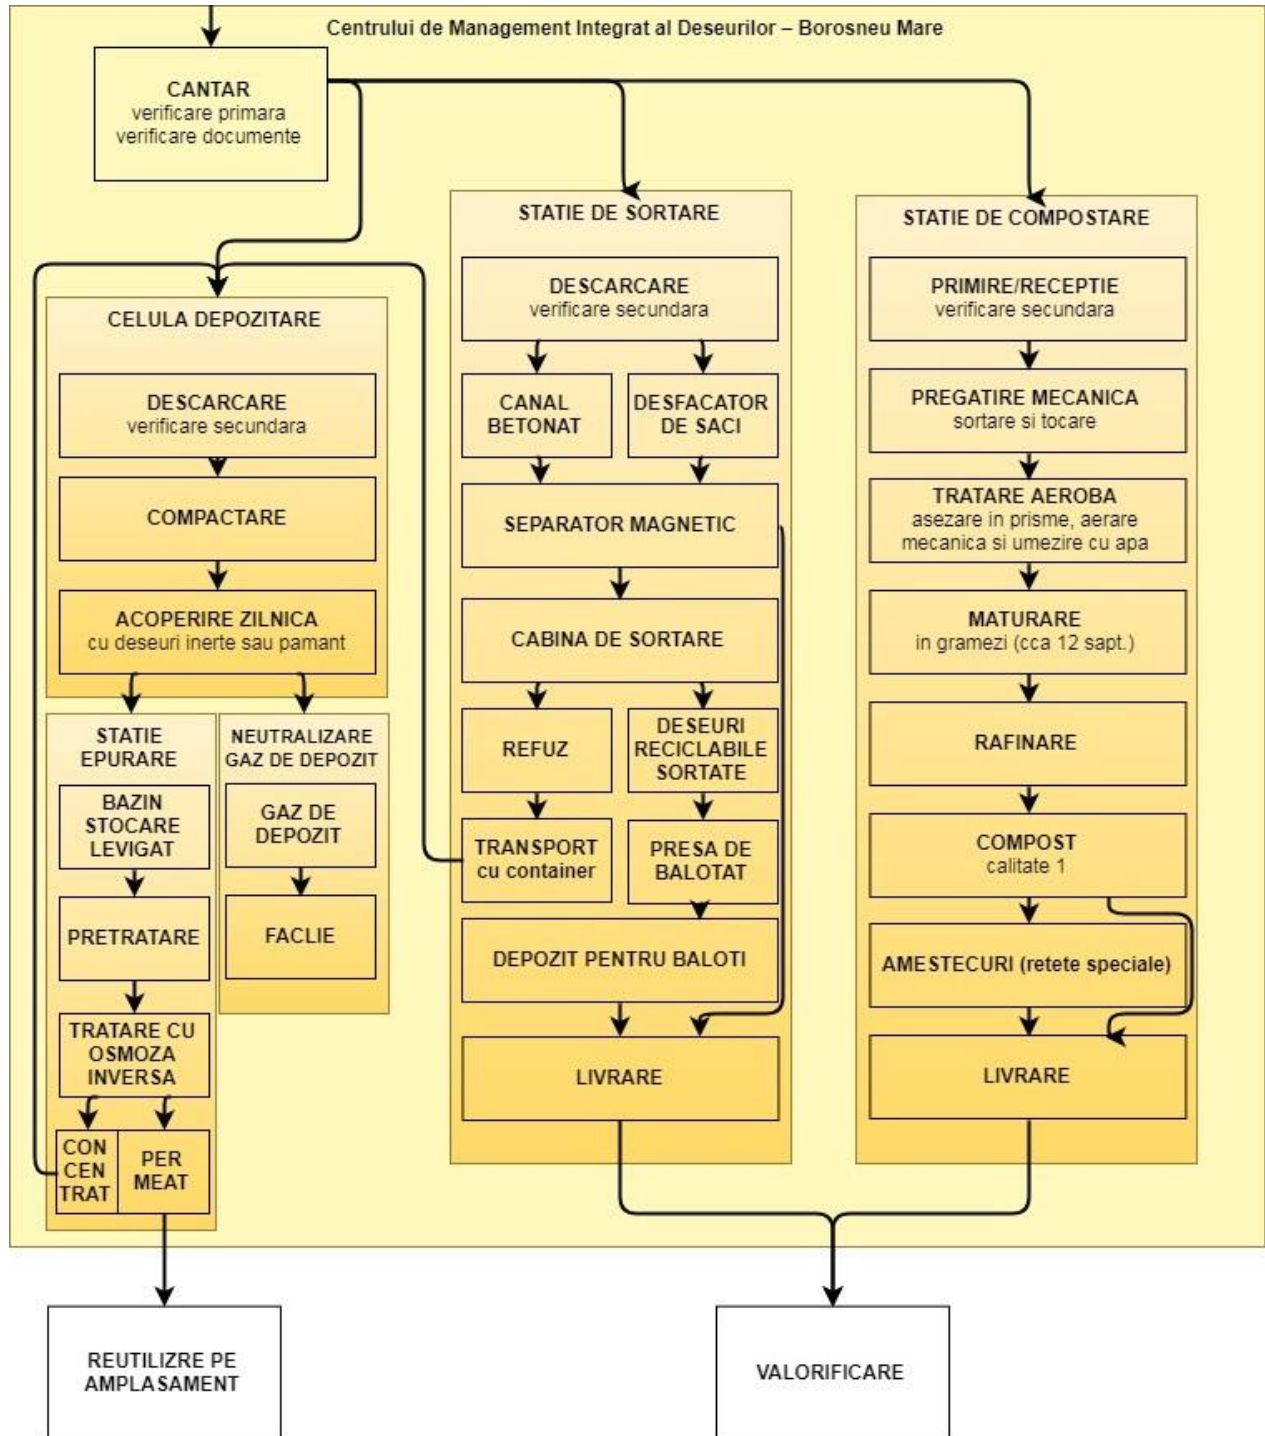 Centrului de Management Integrat al Deseurilor – Borosneu Mare
CANTAR
verificare primara
verificare documente
CELULA DEPOZITARE
DESCARCARE
verificare secundara
COMPACTARE
ACOPERIRE ZILNICA
cu deseuri inerte sau pamant
STATIE
EPURARE
BAZIN
STOCARE
LEVIGAT
PRETRATARE
TRATARE CU
OSMOZA
INVERSA
CON
CEN
TRAT
PER
MEAT
NEUTRALIZARE
GAZ DE DEPOZIT
GAZ DE
DEPOZIT
FACLIE
STATIE DE SORTARE
DESCARCARE
verificare secundara
CANAL
BETONAT
DESFACATOR
DE SACI
SEPARATOR MAGNETIC
CABINA DE SORTARE
REFUZ
DESEURI
RECICLABILE
SORTATE
TRANSPORT
cu container
PRESA DE
BALOTAT
DEPOZIT PENTRU BALOTI
LIVRARE
STATIE DE COMPOSTARE
PRIMIRE/RECEPTIE
verificare secundara
PREGATIRE MECANICA
sortare si tocare
TRATARE AEROBA
asezare in prisme, aerare
mecanica si umezire cu apa
MATURARE
in gramezi (cca 12 sapt.)
RAFINARE
COMPOST
calitate 1
AMESTECURI (retete speciale)
LIVRARE
REUTILIZRE PE
AMPLASAMENT
VALORIFICARE